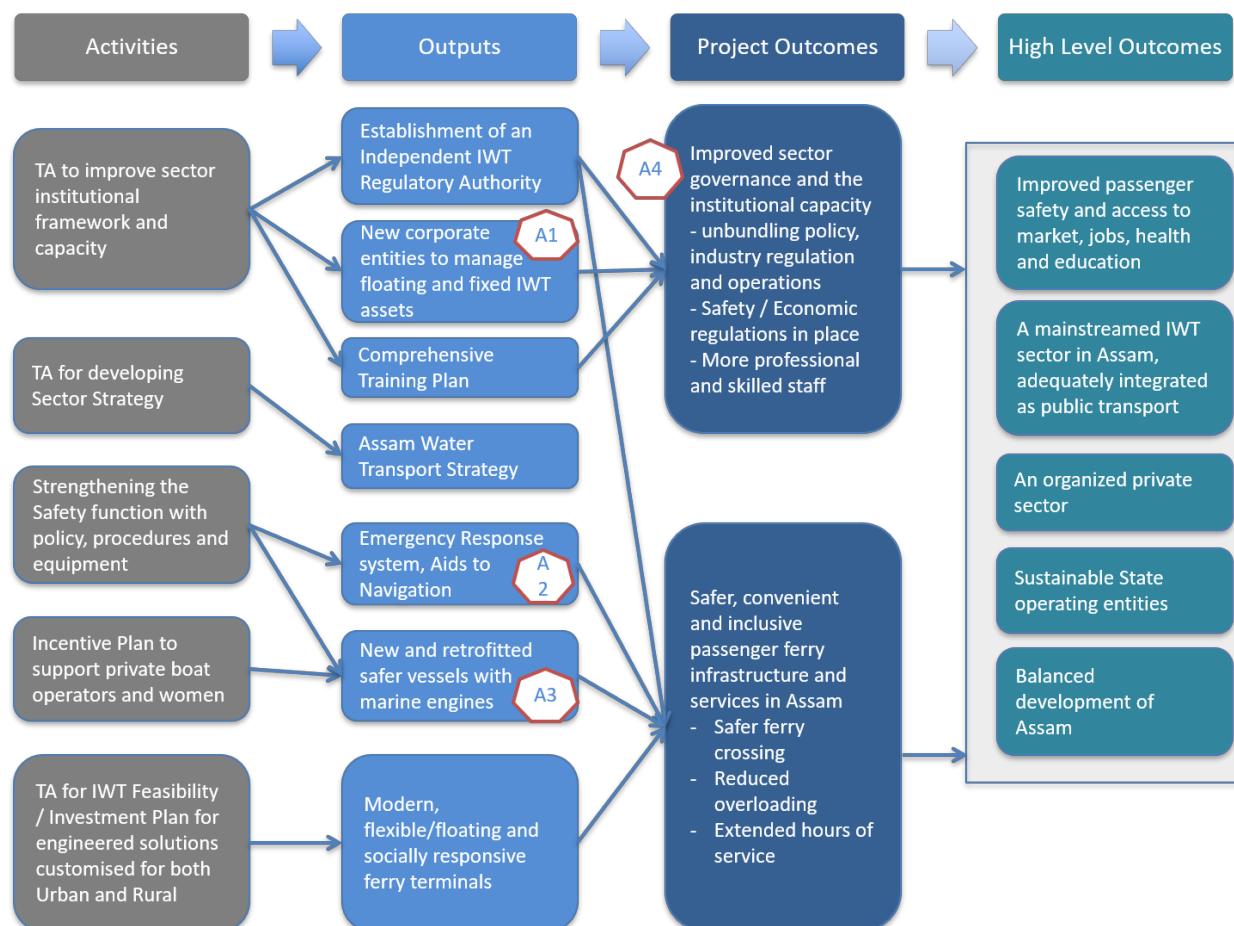 Activities
Outputs
Project Outcomes
High Level Outcomes
TA to improve sector
institutional
framework and
capacity
TA for developing
Sector Strategy
Strengthening the
Safety function with
policy, procedures and
equipment
Incentive Plan to
support private boat
operators and women
TA for IWT Feasibility
/ Investment Plan for
engineered solutions
customised for both
Urban and Rural
Establishment of an
Independent IWT
Regulatory Authority
New corporate
entities to manage
floating and fixed IWT
assets
A1
Comprehensive
Training Plan
Assam Water
Transport Strategy
Emergency Response
system, Aids to
Navigation
A
2
New and retrofitted
safer vessels with
marine engines
A3
Modern,
flexible/floating and
socially responsive
ferry terminals
A4
Improved sector
governance and the
institutional capacity
- unbundling policy,
industry regulation
and operations
- Safety / Economic
regulations in place
- More professional
and skilled staff
Safer, convenient
and inclusive
passenger ferry
infrastructure and
services in Assam
- Safer ferry
crossing
- Reduced
overloading
- Extended hours of
service
Improved passenger
safety and access to
market, jobs, health
and education
A mainstreamed IWT
sector in Assam,
adequately integrated
as public transport
An organized private
sector
Sustainable State
operating entities
Balanced
development of
Assam